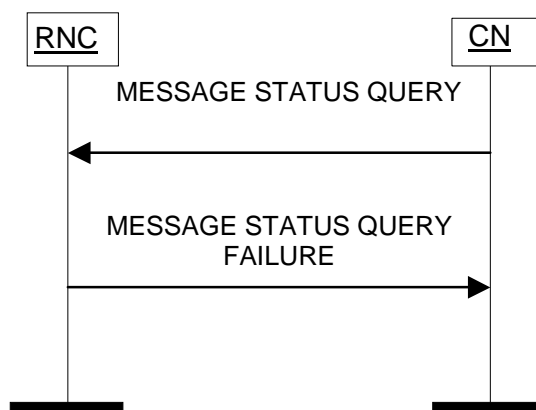 RNC
CN
MESSAGE STATUS QUERY
MESSAGE STATUS QUERY
FAILURE